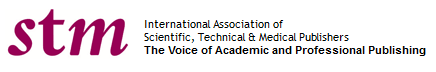 stm
International Association of
Scientific, Technical & Medical Publishers
The Voice of Academic and Professional Publishing